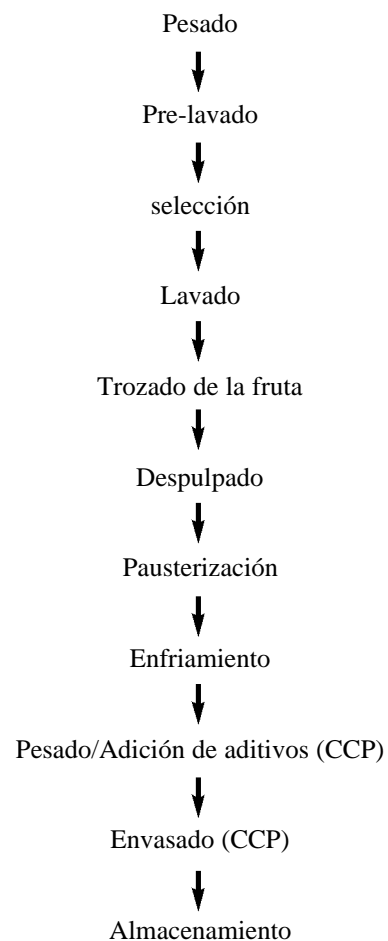 Pesado
Pre-lavado
selección
Lavado
Trozado de la fruta
Despulpado
Pausterización
Enfriamiento
Pesado/Adición de aditivos (CCP)
Envasado (CCP)
Almacenamiento